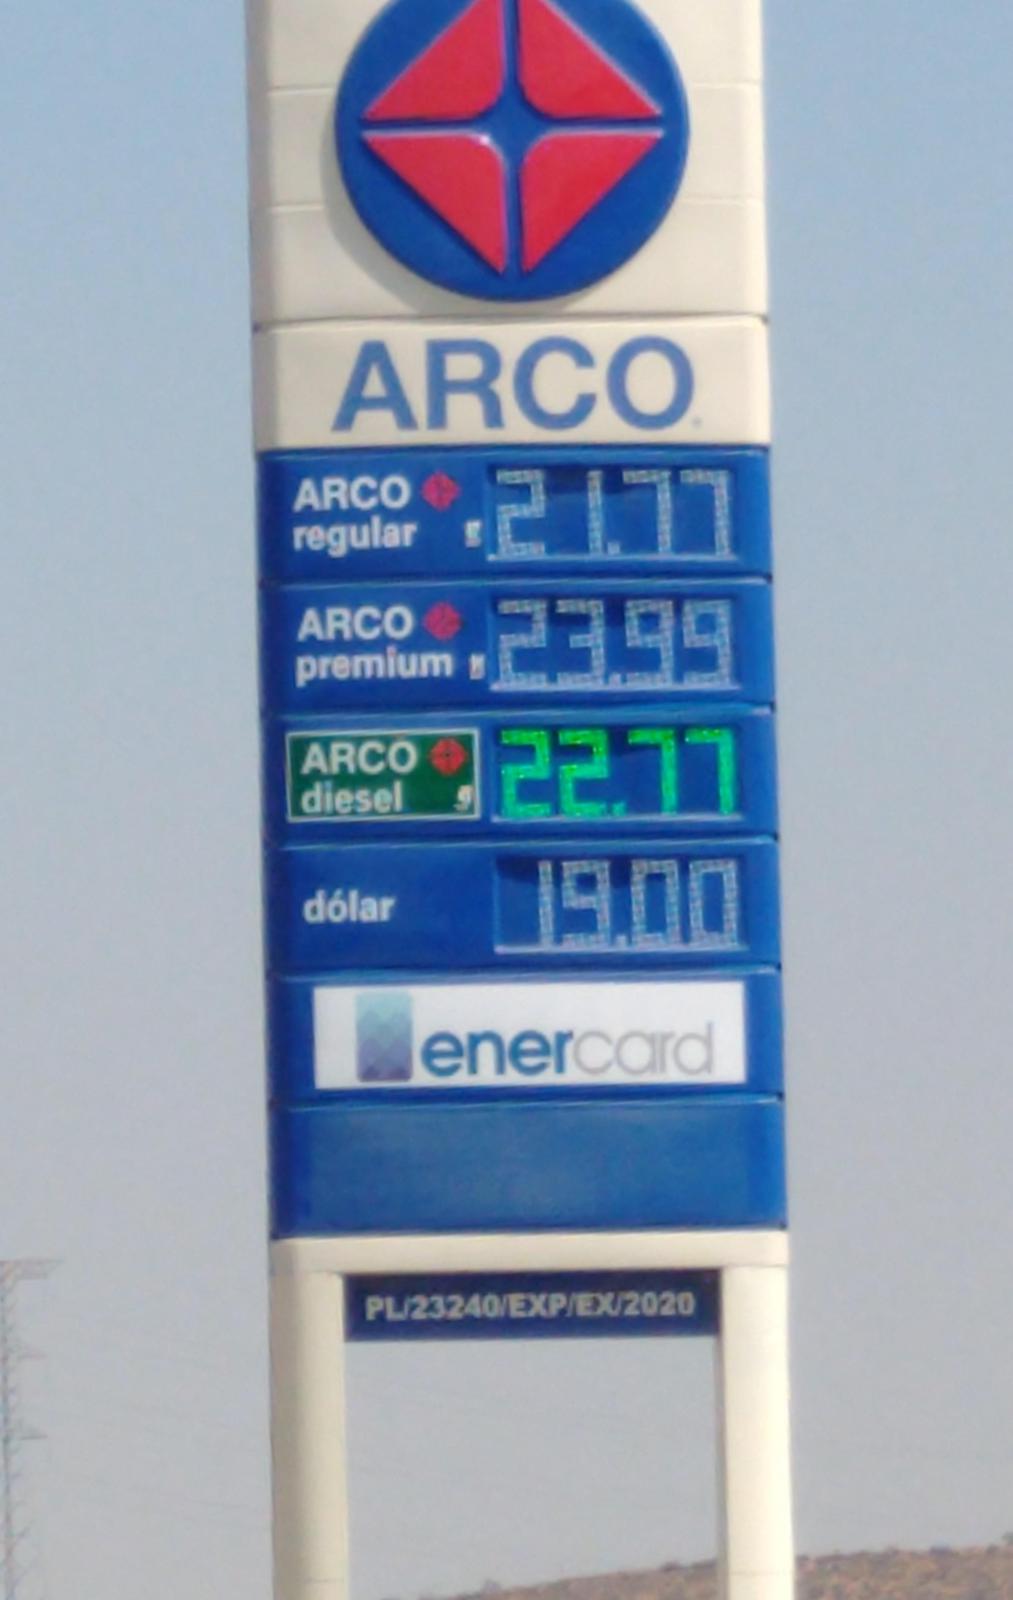 ARCO
ARCO
regular
21.77
ARCO
premium
23.99
ARCO
diesel
22.77
dólar
19.00
enercard
PL/23240/EXP/EX/2020